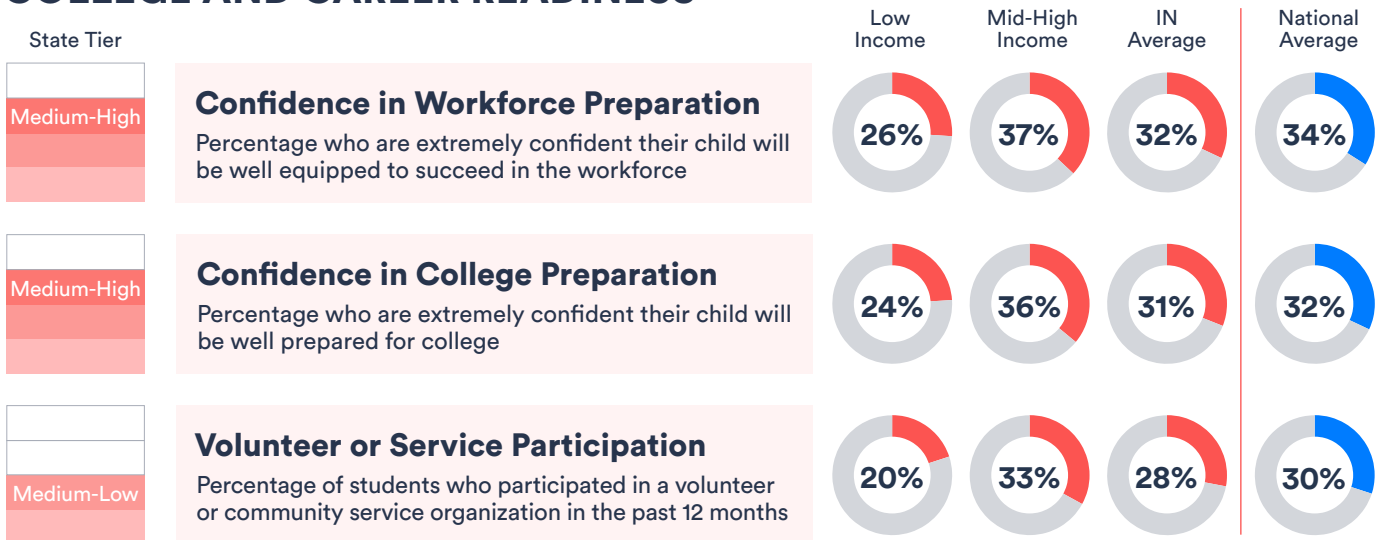 COLLEGE AND CAREER READINESS
State Tier
Low
Income
Mid-High
Income
IN
Average
National
Average
Medium-High
Confidence in Workforce Preparation
Percentage who are extremely confident their child will
be well equipped to succeed in the workforce
26%
37%
32%
34%
Medium-High
Confidence in College Preparation
Percentage who are extremely confident their child will
be well prepared for college
24%
36%
31%
32%
Medium-Low
Volunteer or Service Participation
Percentage of students who participated in a volunteer
or community service organization in the past 12 months
20%
33%
28%
30%